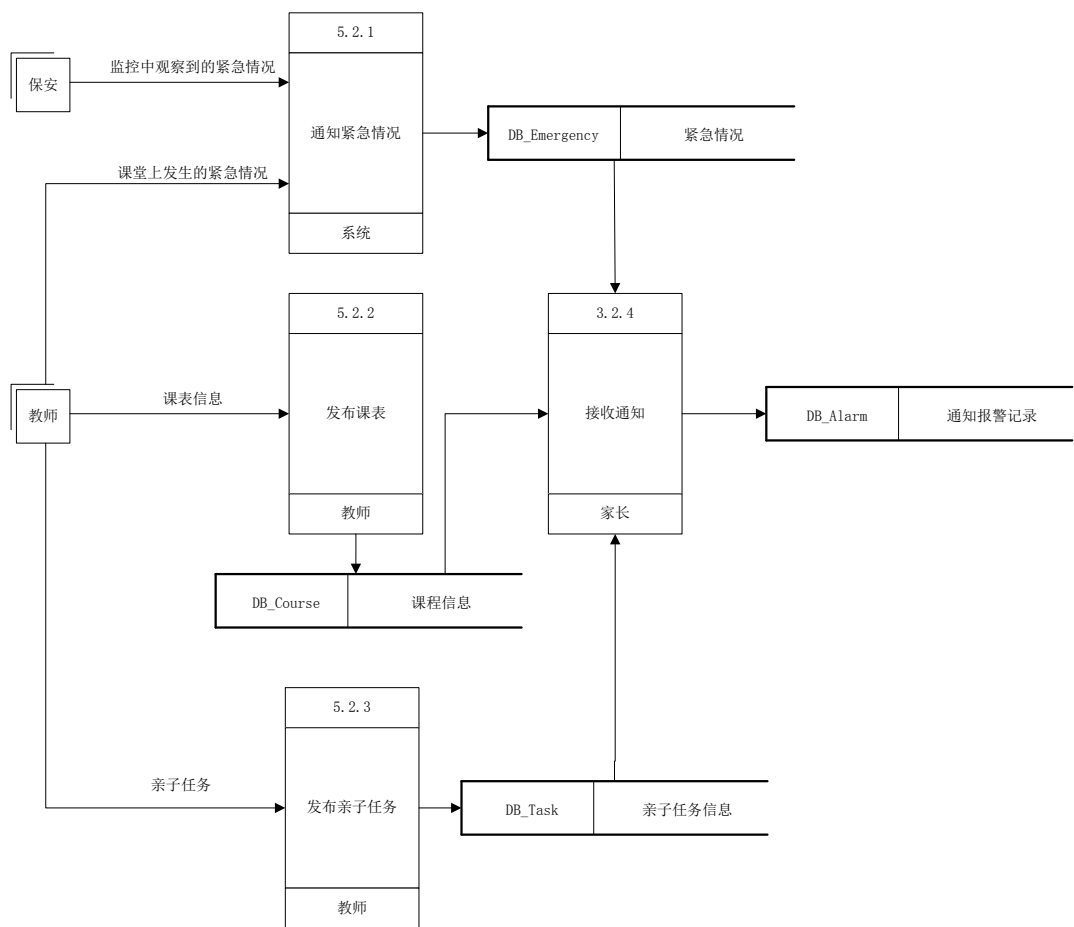 5.2.1
监控中观察到的紧急情况
保安
通知紧急情况
DB_Emergency
紧急情况
课堂上发生的紧急情况
系统
5.2.2
3.2.4
教师
课表信息
发布课表
接收通知
DB_Alarm
通知报警记录
教师
家长
DB_Course
课程信息
5.2.3
亲子任务
发布亲子任务
DB_Task
亲子任务信息
教师